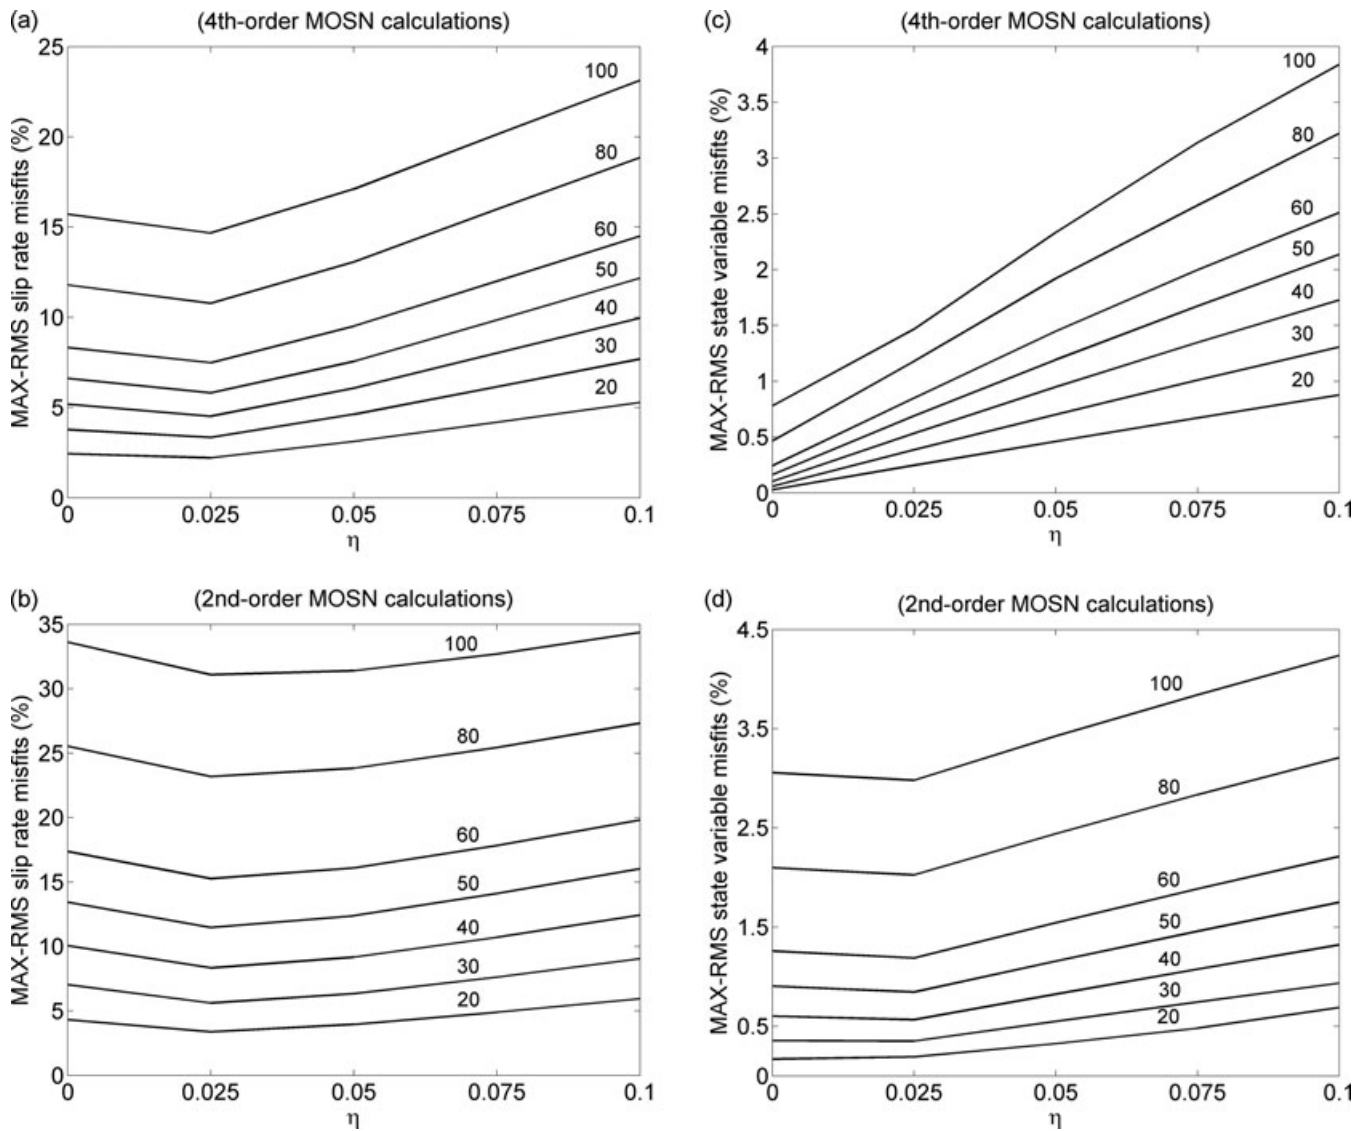 (a)
(4th-order MOSN calculations)
MAX-RMS slip rate misfits (%)
25
20
15
10
5
0
100
80
60
50
40
30
20
0 0.025 0.05 0.075 0.1
η
(c)
(4th-order MOSN calculations)
MAX-RMS state variable misfits (%)
4
3.5
3
2.5
2
1.5
1
0.5
0
100
80
60
50
40
30
20
0 0.025 0.05 0.075 0.1
η
(b)
(2nd-order MOSN calculations)
MAX-RMS slip rate misfits (%)
35
30
25
20
15
10
5
0
100
80
60
50
40
30
20
0 0.025 0.05 0.075 0.1
η
(d)
(2nd-order MOSN calculations)
MAX-RMS state variable misfits (%)
4.5
3.5
2.5
1.5
0.5
0
100
80
60
50
40
30
20
0 0.025 0.05 0.075 0.1
η